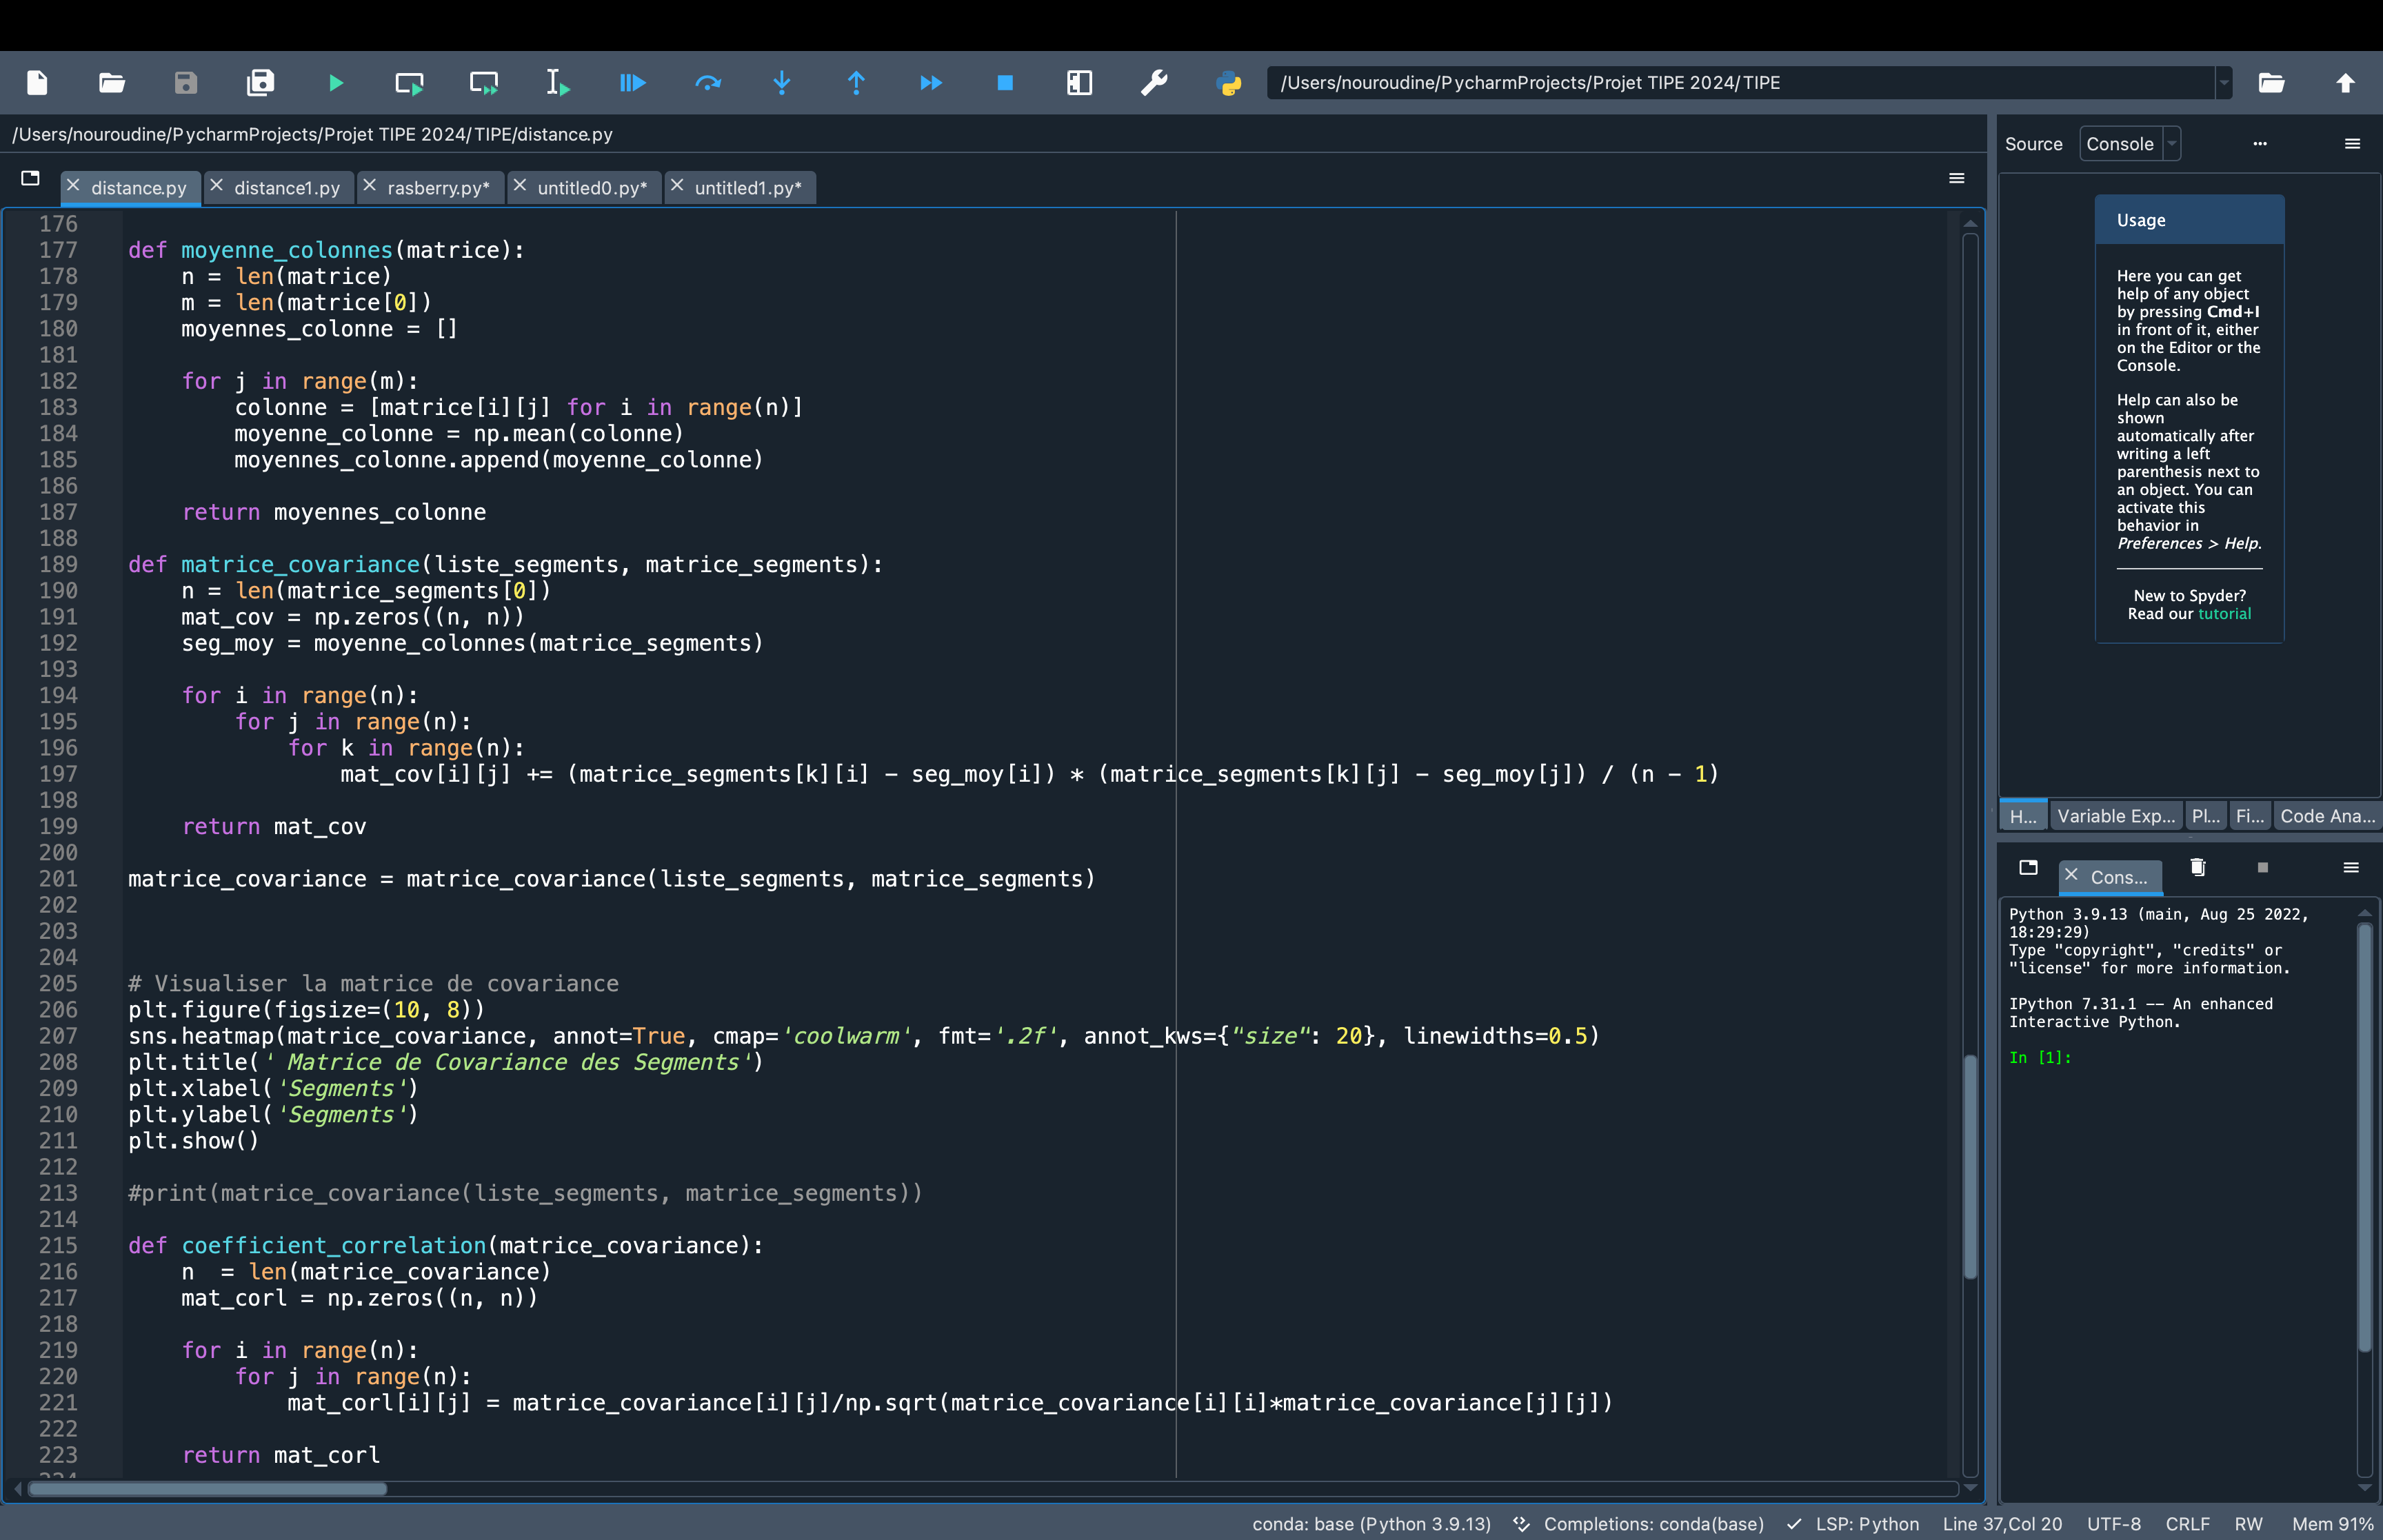 /Users/nouroudine/PycharmProjects/Projet TIPE 2024/TIPE
/Users/nouroudine/PycharmProjects/Projet TIPE 2024/TIPE/distance.py
distance.py distance1.py rasberry.py* untitled0.py* untitled1.py*
176
177 def moyenne_colonnes(matrice):
178     n = len(matrice)
179     m = len(matrice[0])
180     moyennes_colonne = []
181
182     for j in range(m):
183         colonne = [matrice[i][j] for i in range(n)]
184         moyenne_colonne = np.mean(colonne)
185         moyennes_colonne.append(moyenne_colonne)
186
187     return moyennes_colonne
188
189 def matrice_covariance(liste_segments, matrice_segments):
190     n = len(matrice_segments[0])
191     mat_cov = np.zeros((n, n))
192     seg_moy = moyenne_colonnes(matrice_segments)
193
194     for i in range(n):
195         for j in range(n):
196             for k in range(n):
197                 mat_cov[i][j] += (matrice_segments[k][i] - seg_moy[i]) * (matrice_segments[k][j] - seg_moy[j]) / (n - 1)
198
199     return mat_cov
200
201 matrice_covariance = matrice_covariance(liste_segments, matrice_segments)
202
203
204
205 # Visualiser la matrice de covariance
206 plt.figure(figsize=(10, 8))
207 sns.heatmap(matrice_covariance, annot=True, cmap='coolwarm', fmt='.2f', annot_kws={"size": 20}, linewidths=0.5)
208 plt.title(' Matrice de Covariance des Segments')
209 plt.xlabel('Segments')
210 plt.ylabel('Segments')
211 plt.show()
212
213 #print(matrice_covariance(liste_segments, matrice_segments))
214
215 def coefficient_correlation(matrice_covariance):
216     n  = len(matrice_covariance)
217     mat_corl = np.zeros((n, n))
218
219     for i in range(n):
220         for j in range(n):
221             mat_corl[i][j] = matrice_covariance[i][j]/np.sqrt(matrice_covariance[i][i]*matrice_covariance[j][j])
222
223     return mat_corl
224
Source Console
Usage
Here you can get
help of any object
by pressing Cmd+I
in front of it, either
on the Editor or the
Console.
Help can also be
shown
automatically after
writing a left
parenthesis next to
an object. You can
activate this
behavior in
Preferences > Help.
New to Spyder?
Read our tutorial
H... Variable Exp... Pl... Fi... Code Ana...
Cons...
Python 3.9.13 (main, Aug 25 2022,
18:29:29)
Type "copyright", "credits" or
"license" for more information.
IPython 7.31.1 -- An enhanced
Interactive Python.
In [1]:
conda: base (Python 3.9.13) Completions: conda(base) LSP: Python Line 37,Col 20 UTF-8 CRLF RW Mem 91%